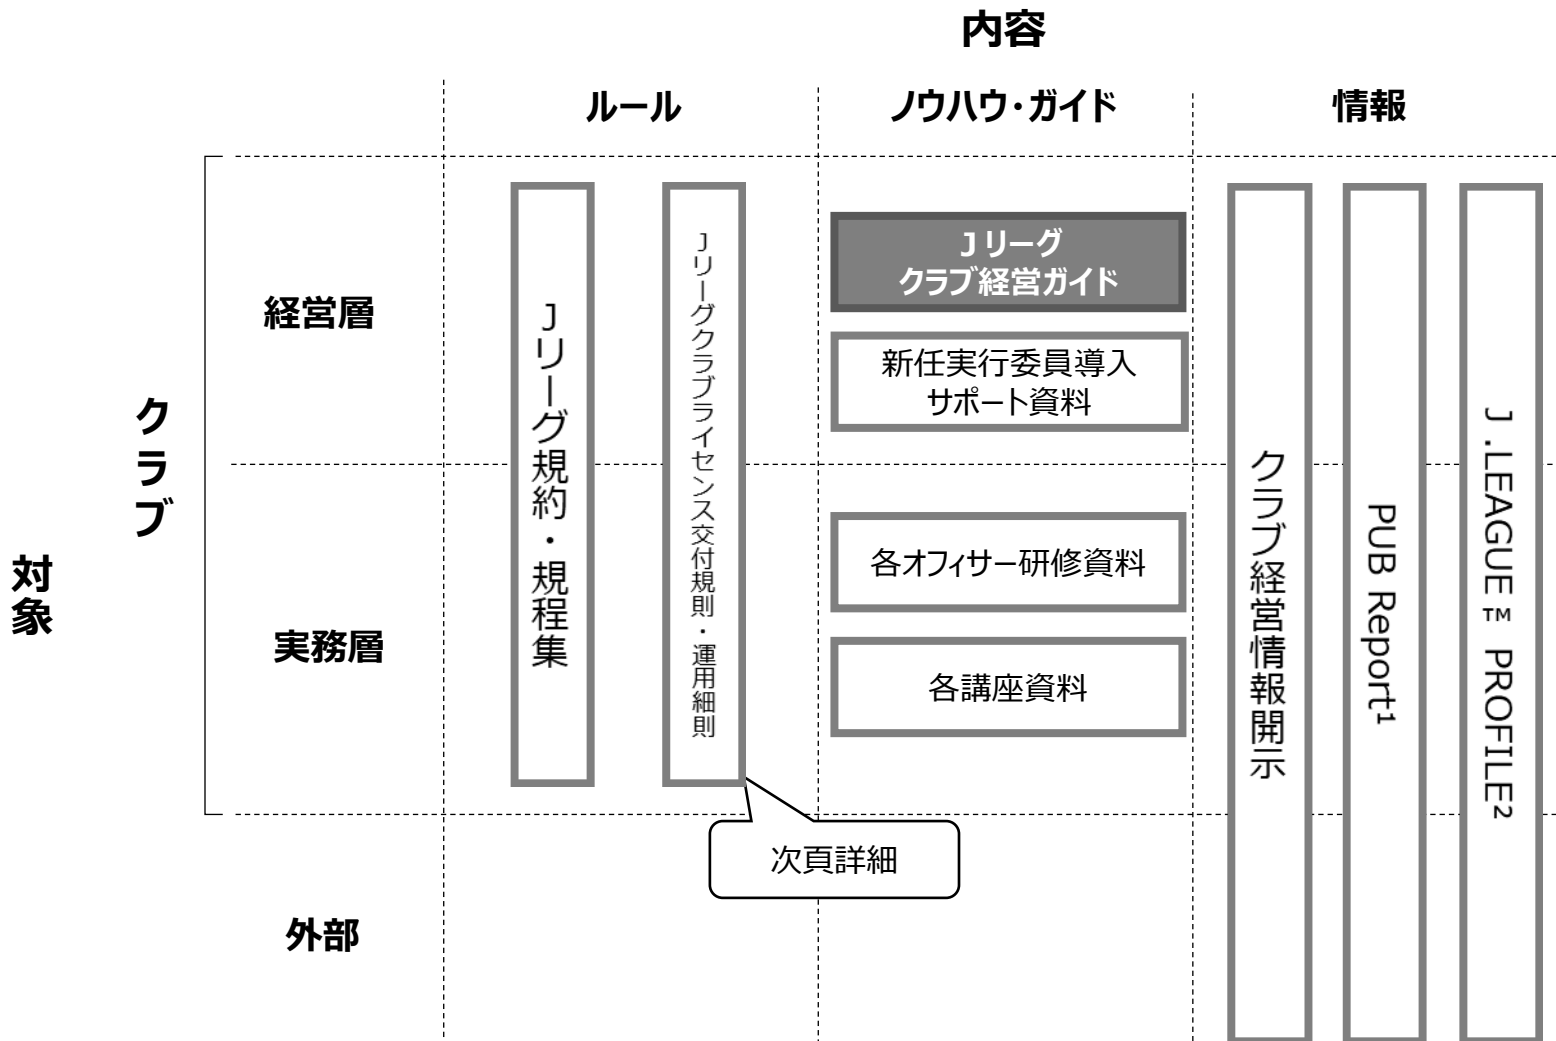 内容
ルール
ノウハウ・ガイド
情報
対象
クラブ
経営層
実務層
外部
Jリーグ規約・規程集
Jリーグクラブライセンス交付規則・運用細則
次頁詳細
Jリーグ
クラブ経営ガイド
新任実行委員導入
サポート資料
各オフィサー研修資料
各講座資料
クラブ経営情報開示
PUB Report¹
J.LEAGUE™ PROFILE²